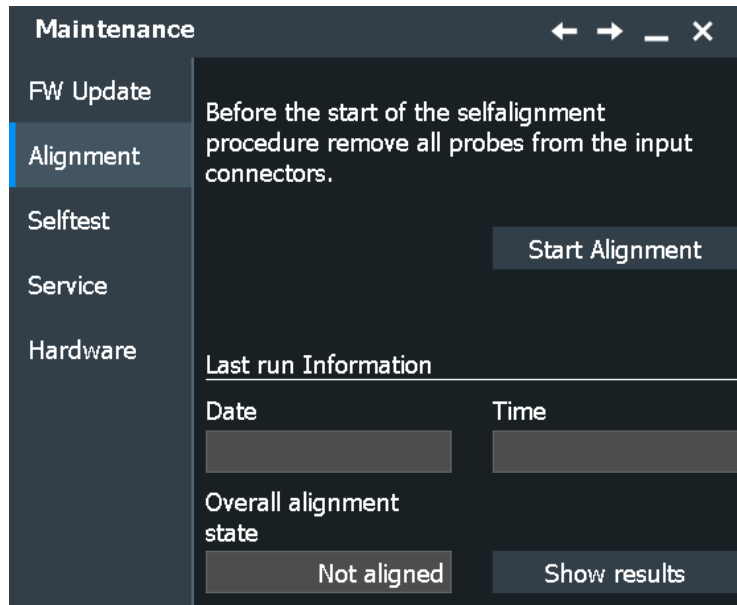 Maintenance
FW Update
Alignment
Selftest
Service
Hardware
Before the start of the selfalignment
procedure remove all probes from the input
connectors.
Start Alignment
Last run Information
Date
Time
Overall alignment
state
Not aligned
Show results